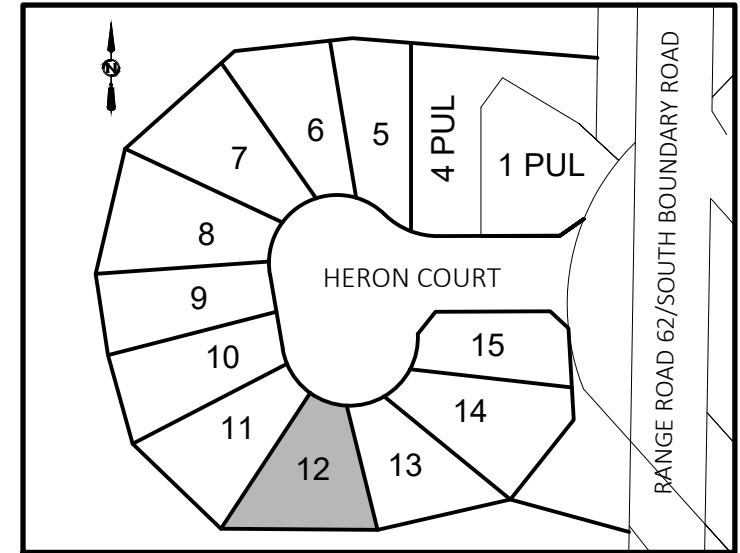 N
6
5
4 PUL
1 PUL
7
8
HERON COURT
9
10
15
14
11
12
13
RANGE ROAD 62/SOUTH BOUNDARY ROAD